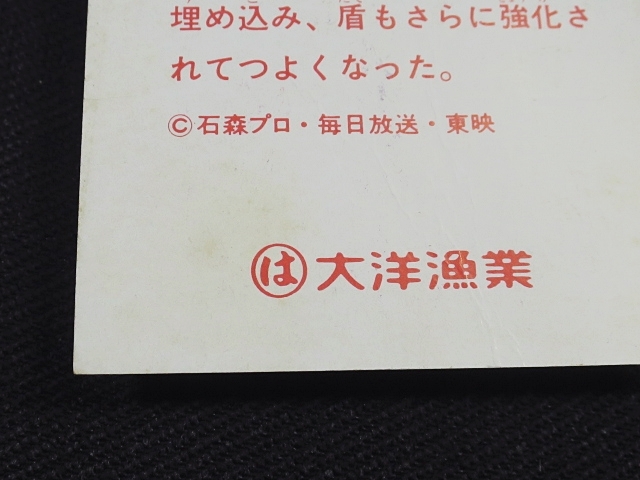 埋め込み、盾もさらに強化さ
れてつよくなった。
©石森プロ・毎日放送・東映
は 大洋漁業